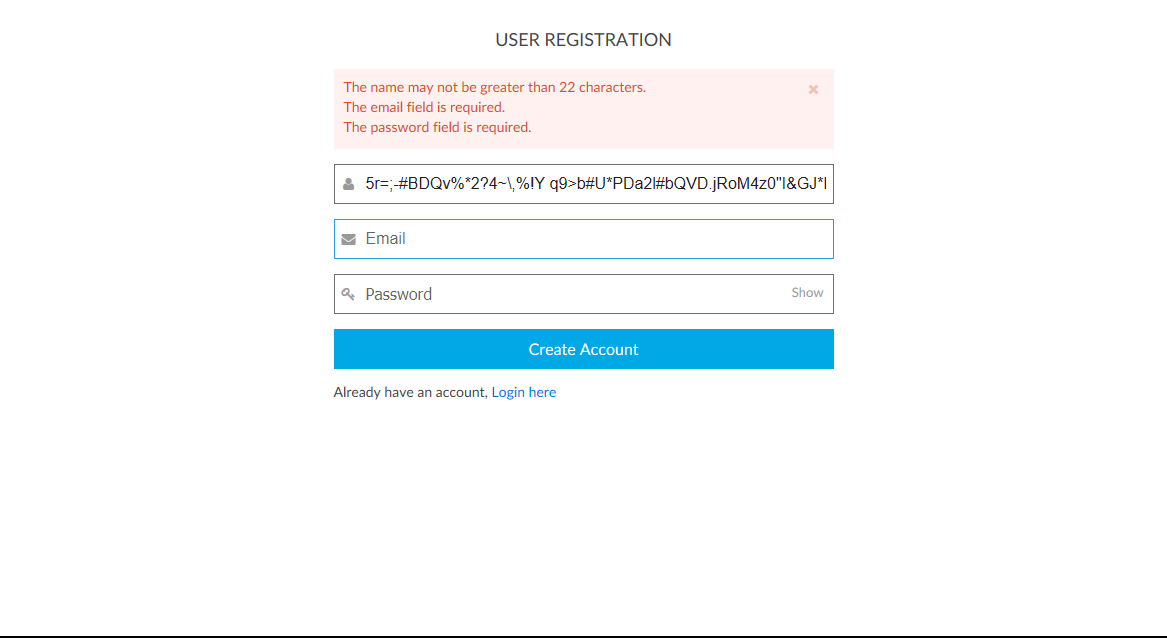 USER REGISTRATION
The name may not be greater than 22 characters.
The email field is required.
The password field is required.
5r=;-#BDQv%*2?4~\,%!Y q9>b#U*PDa2l#bQVD.jRoM4z0"I&GJ*I
Email
Password Show
Create Account
Already have an account, Login here